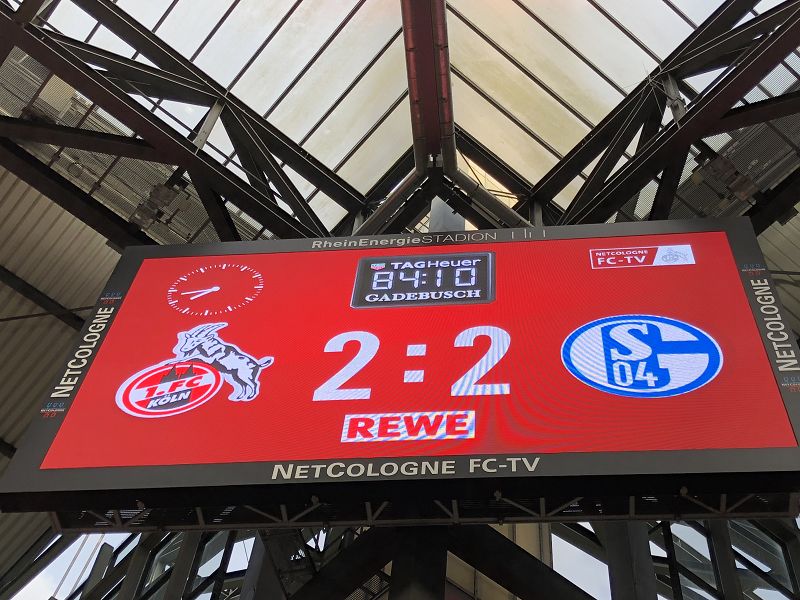 RheinEnergieSTADION
TAGHeuer
84:10
GADEBUSCH
NETCOLOGNE
FC-TV
NETCOLOGNE
NETCOLOGNE
2:2
1. FC
KÖLN
S
04
REWE
NETCOLOGNE FC-TV